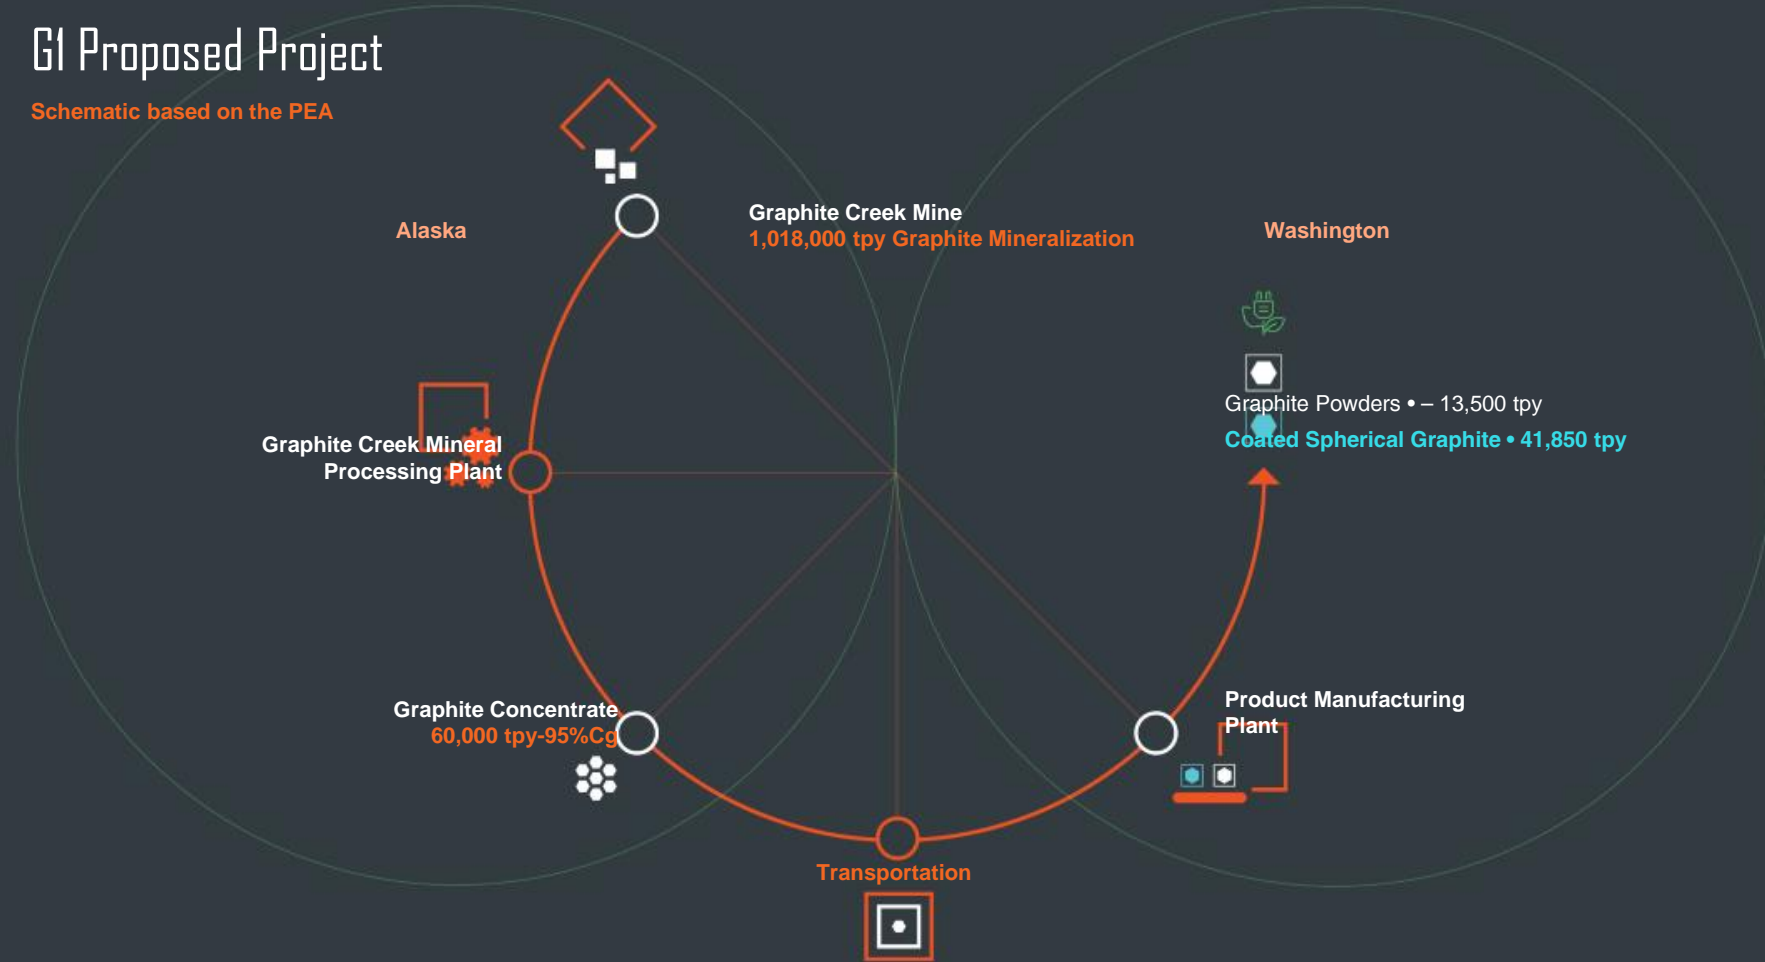 G1 Proposed Project
Schematic based on the PEA
Alaska
Graphite Creek Mine
1,018,000 tpy Graphite Mineralization
Washington
Graphite Powders • – 13,500 tpy
Coated Spherical Graphite • 41,850 tpy
Graphite Creek Mineral
Processing Plant
Graphite Concentrate
60,000 tpy-95%Cg
Product Manufacturing
Plant
Transportation